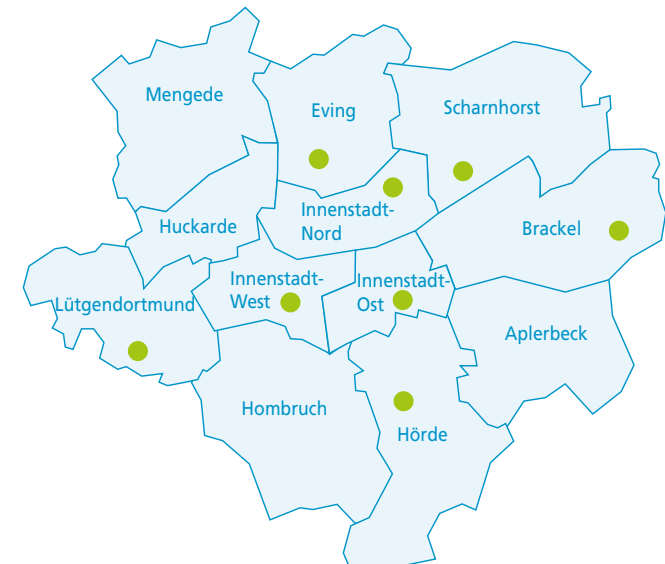 Mengede
Eving
Scharnhorst
Innenstadt-
Nord
Huckarde
Brackel
Innenstadt-
West
Innenstadt-
Ost
Lütgendortmund
Aplerbeck
Hombruch
Hörde